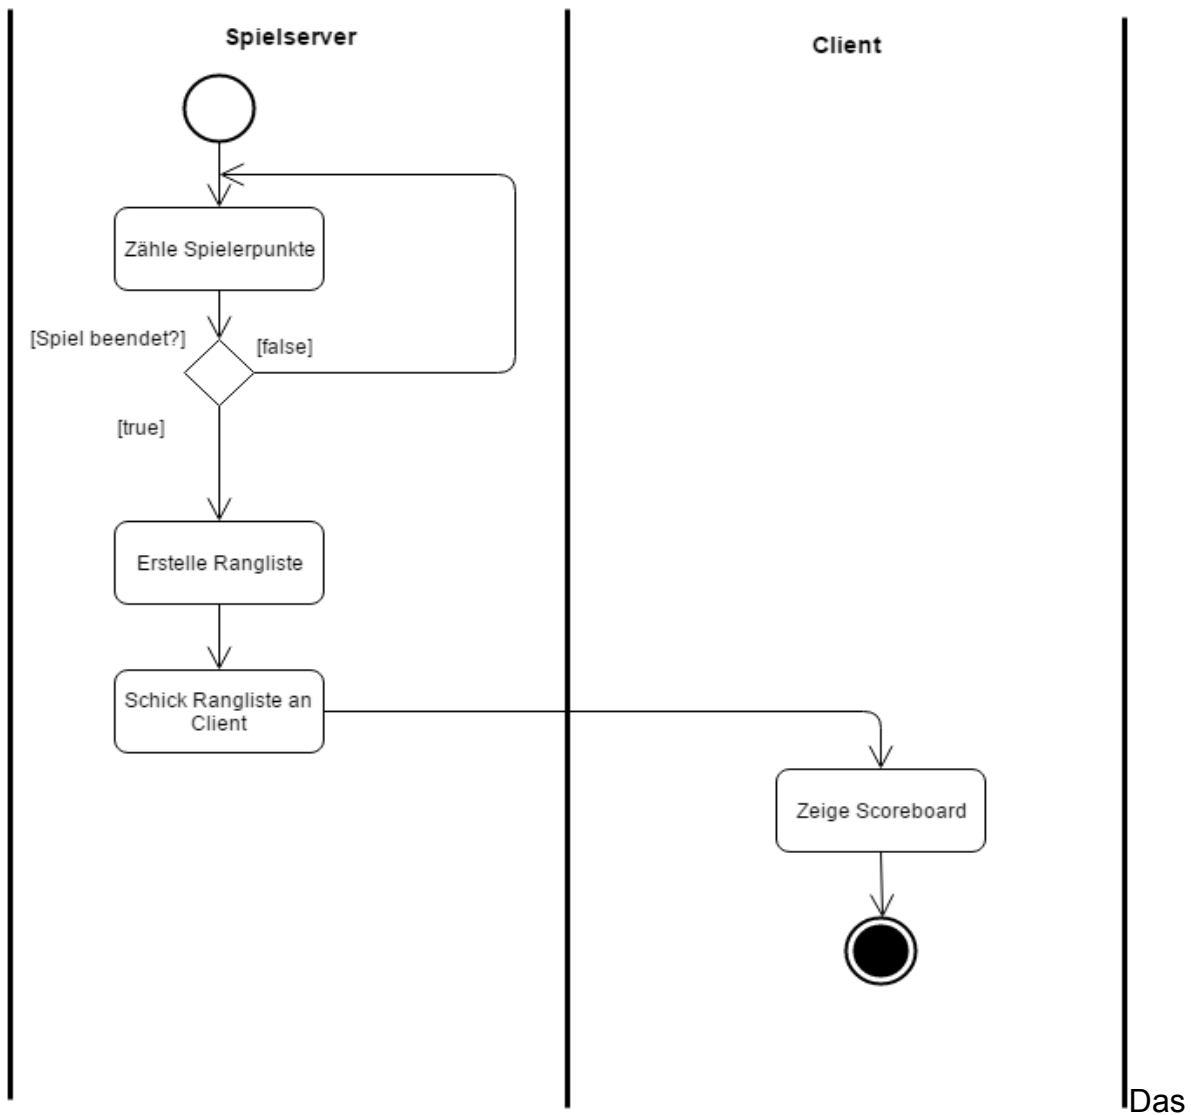 Spielserver
Client
Zähle Spielerpunkte
[Spiel beendet?]
[false]
[true]
Erstelle Rangliste
Schick Rangliste an
Client
Zeige Scoreboard
Das